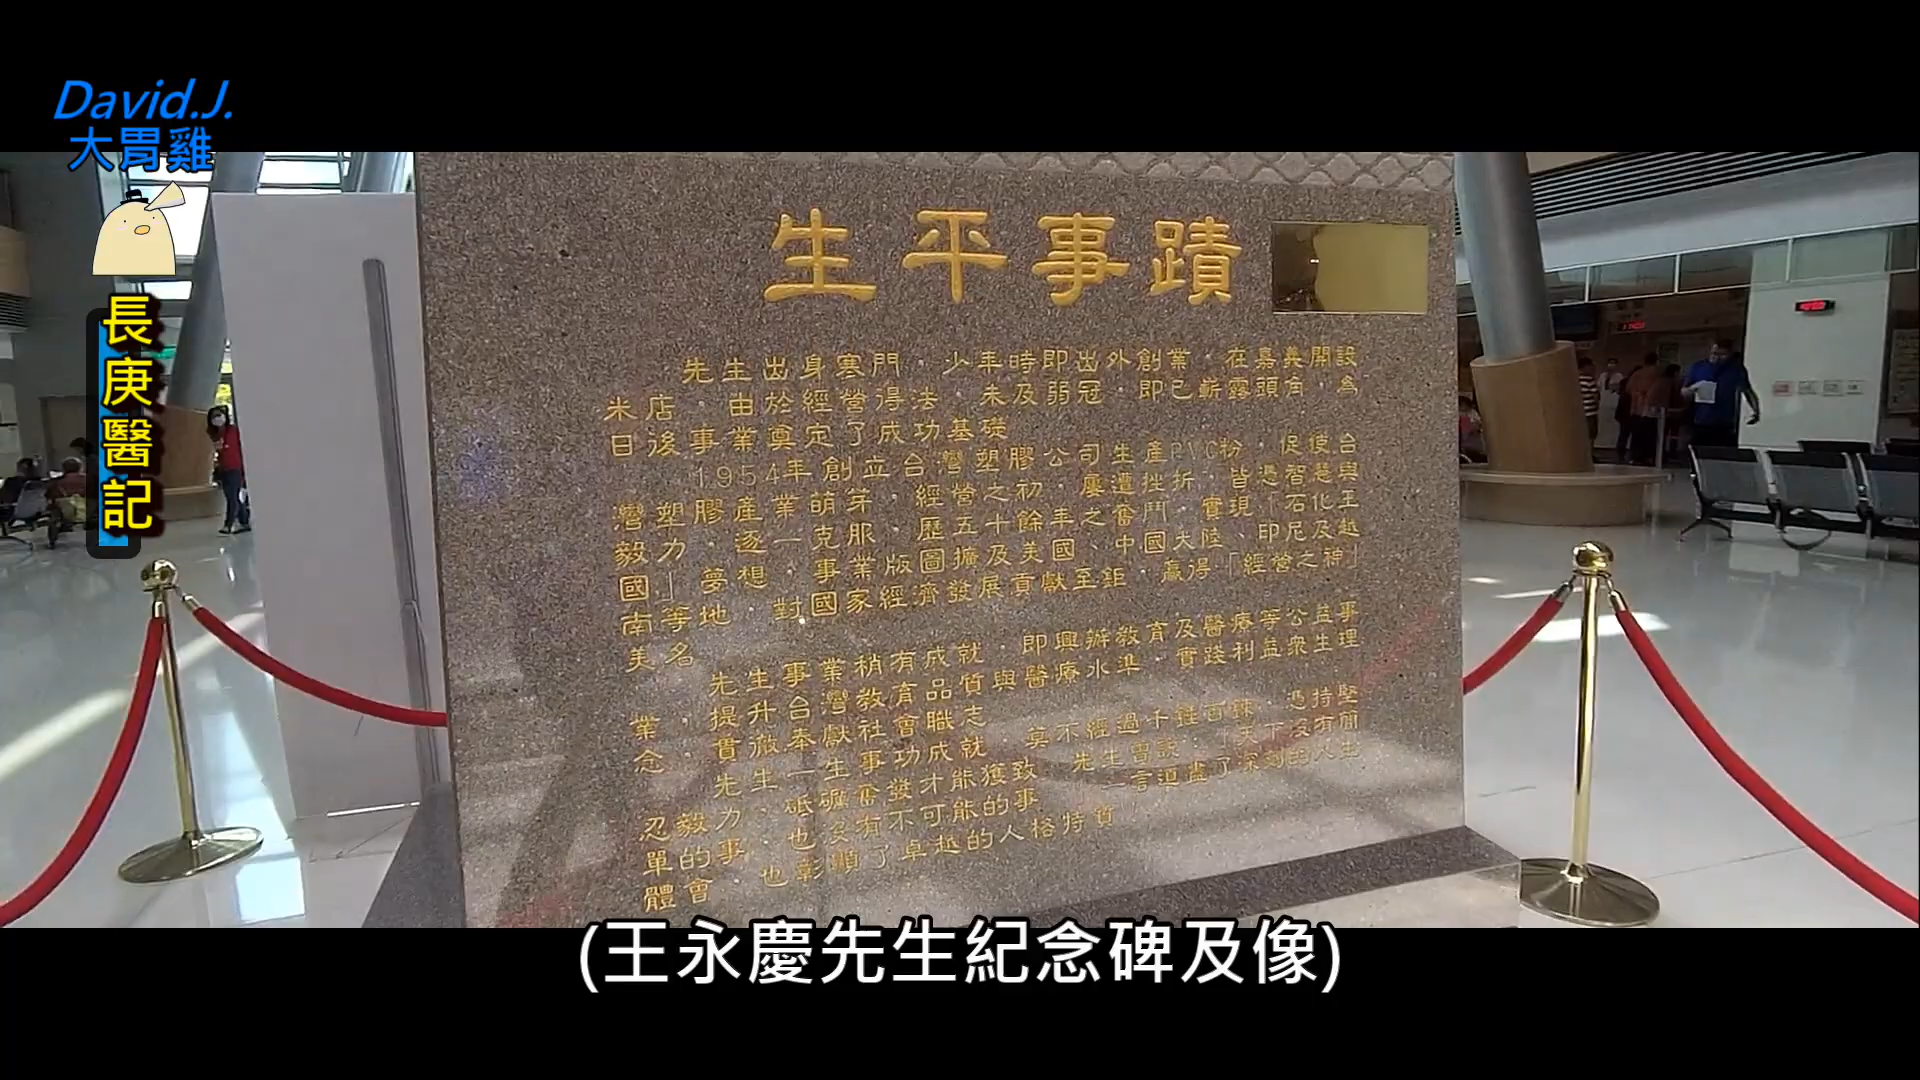 David.J.
大胃雞
長庚醫記
生平事蹟
先生出身寒門，少年時即出外創業，在嘉義開設
米店，由於經營得法，未及弱冠，即已嶄露頭角，為
日後事業奠定了成功基礎
1954年創立台灣塑膠公司生產PVC粉，促使台
灣塑膠產業萌芽，經營之初，屢遭挫折，皆憑智慧與
毅力，逐一克服，歷五十餘年之奮鬥，實現「石化王
國」夢想，事業版圖擴及美國、中國大陸、印尼及越
南等地，對國家經濟發展貢獻至鉅，贏得「經營之神」
美名
先生事業稍有成就，即興辦教育及醫療等公益事
業，提升台灣教育品質與醫療水準，實踐利益眾生理
念，貫徹奉獻社會職志
先生一生事功成就，莫不經過千錘百鍊，憑持堅
忍毅力，砥礪奮發才能獲致，先生曾說：「天下沒有簡
單的事，也沒有不可能的事」，一言道盡了深刻的人生
體會，也彰顯了卓越的人格特質
(王永慶先生紀念碑及像)